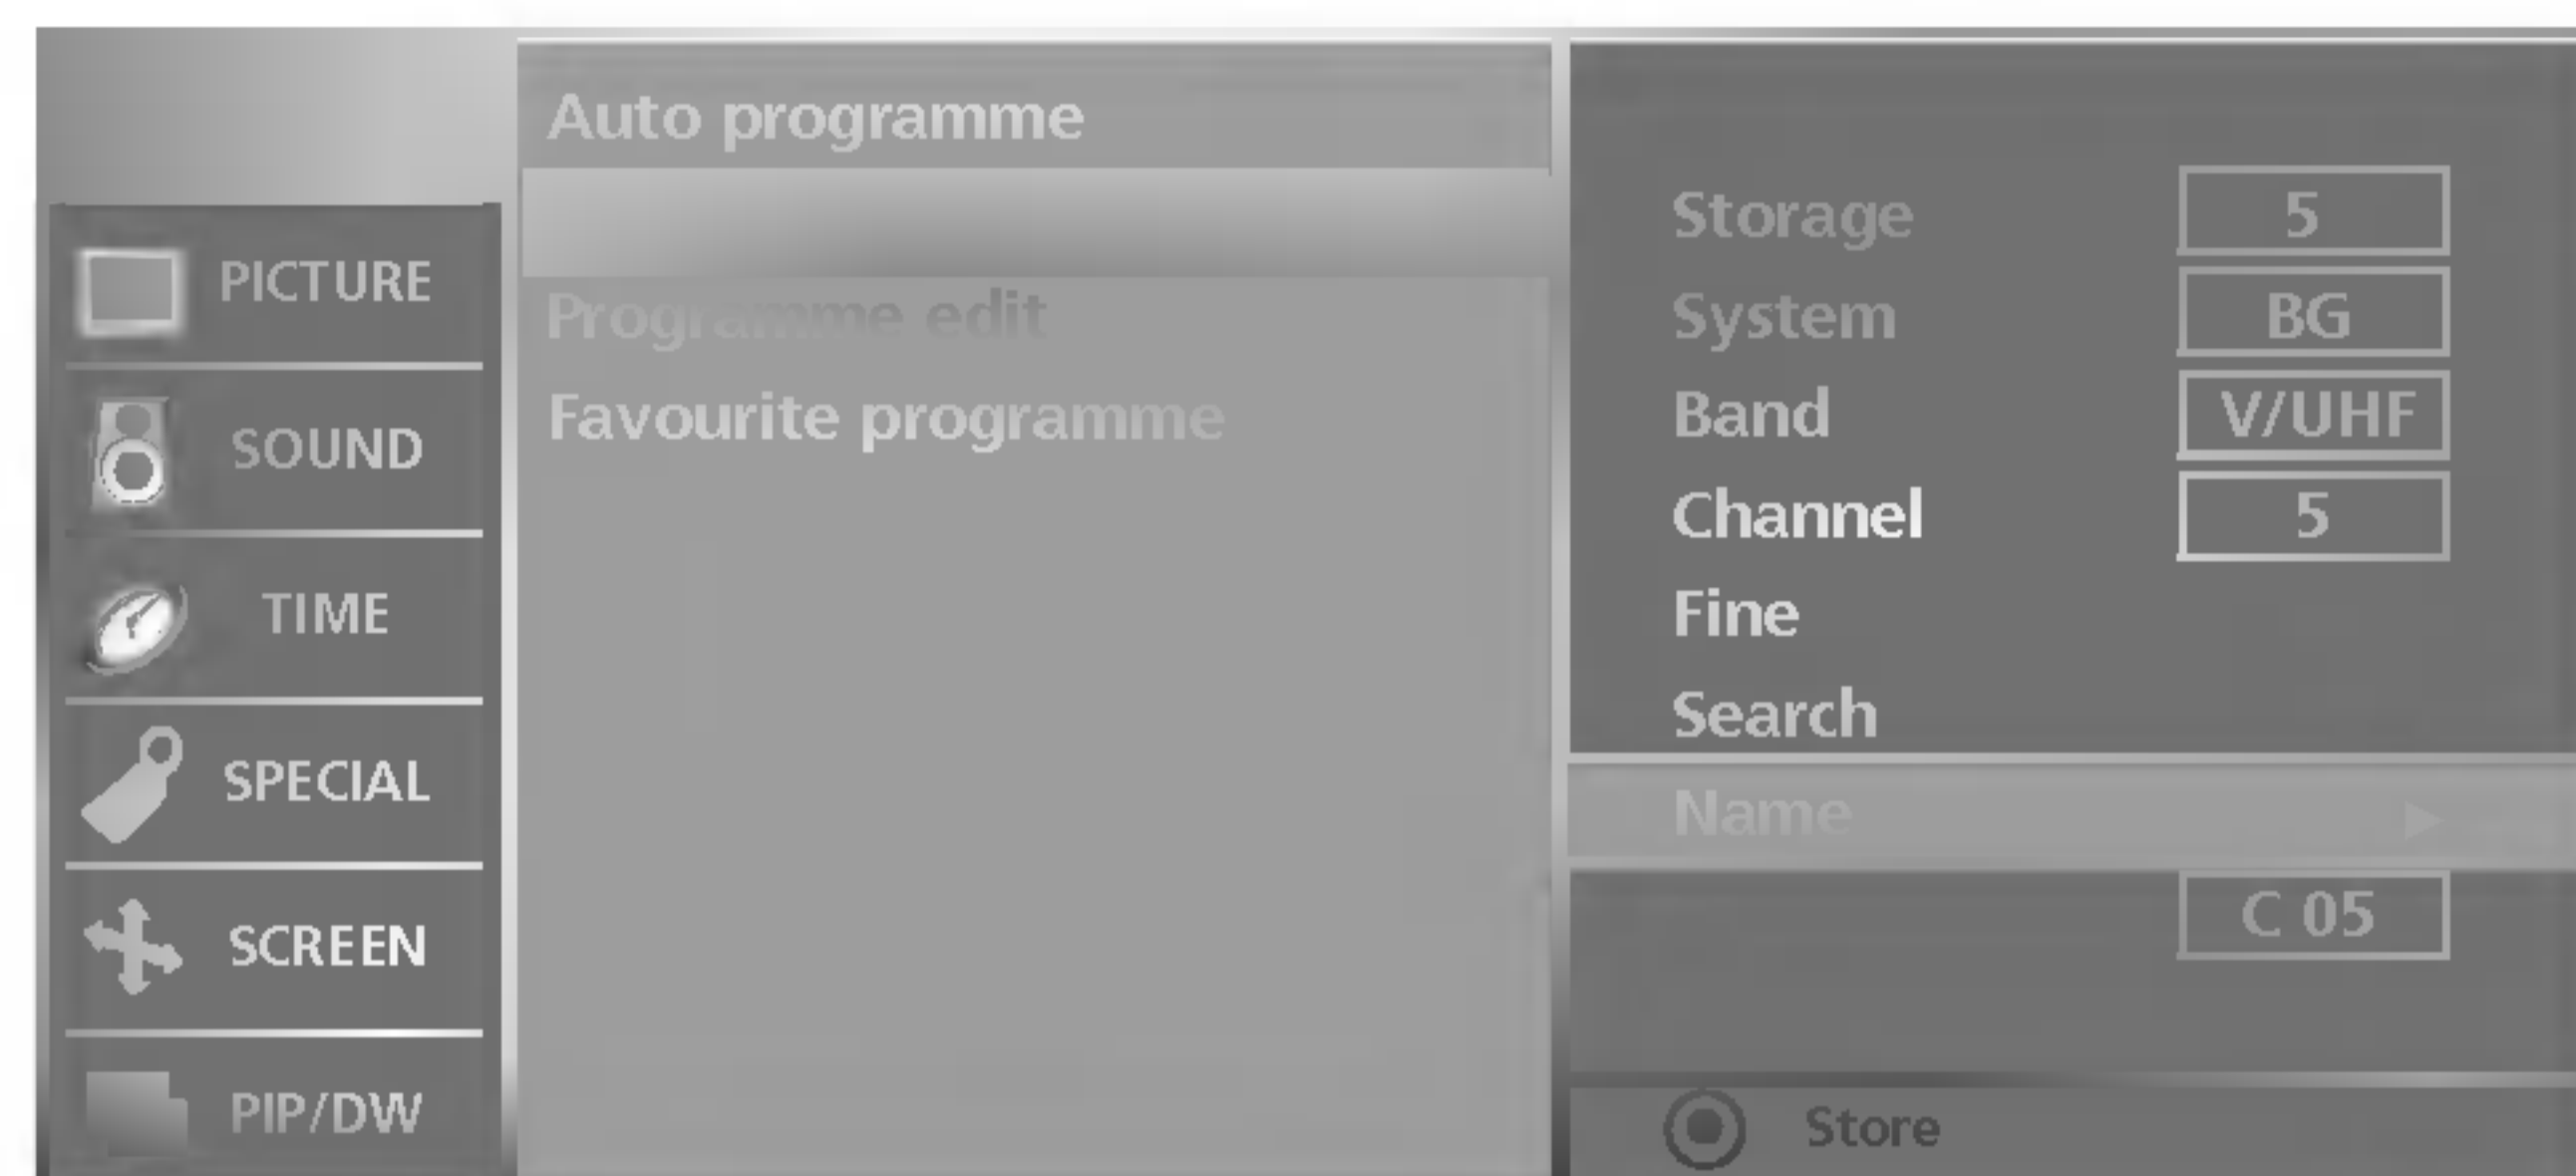 PICTURE
SOUND
TIME
SPECIAL
SCREEN
PIP/DW
Auto programme
Programme edit
Favourite programme
Storage 5
System BG
Band V/UHF
Channel 5
Fine
Search
Name ►
C 05
Store